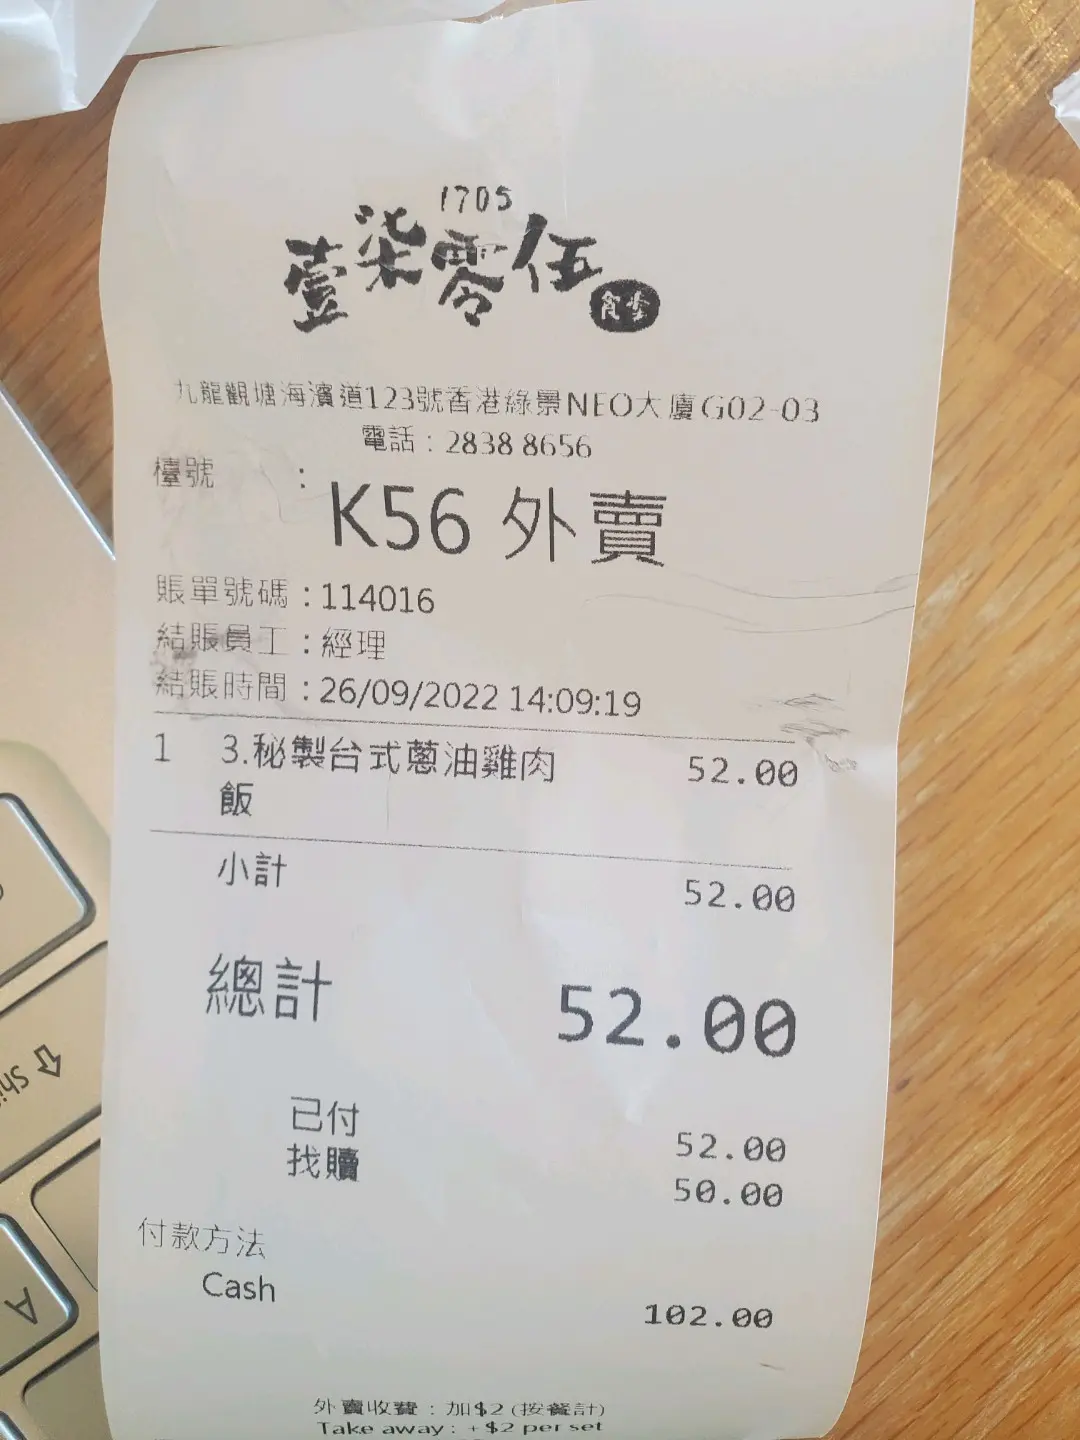 1705
壹柒零伍
食堂
九龍觀塘海濱道123號香港綠景NEO大廈G02-03
電話：2838 8656
檯號 ：
K56 外賣
賬單號碼：114016
結賬員工：經理
結賬時間：26/09/2022 14:09:19
1 3.秘製台式蔥油雞肉 52.00
飯
小計 52.00
總計 52.00
已付 52.00
找贖 50.00
付款方法
Cash 102.00
外賣收費：加$2 (按餐計)
Take away : +$2 per set
Shi
A